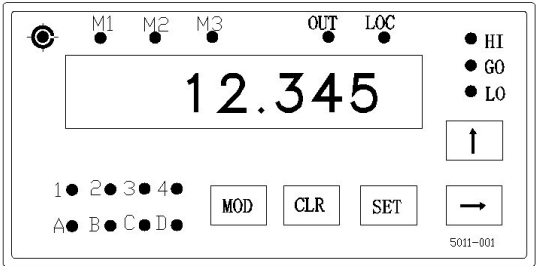 M1 M2 M3 OUT LOC
HI
GO
12.345
LO
↑
1 2 3 4
MOD CLR SET →
A B C D
5011-001